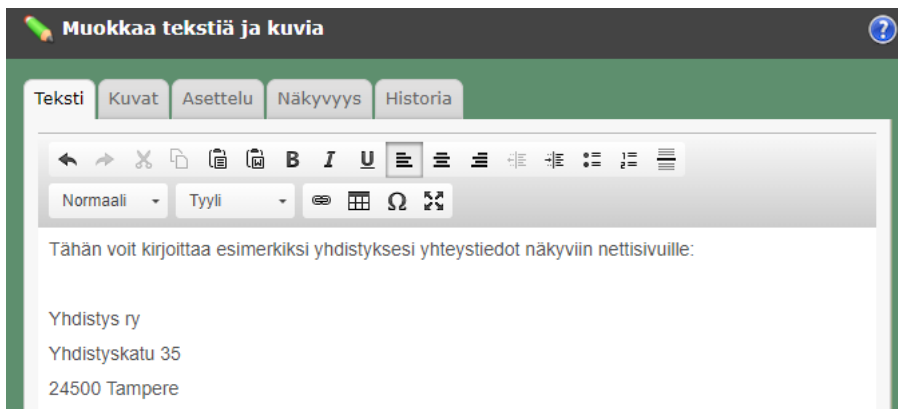 Muokkaa tekstiä ja kuvia
Teksti Kuvat Asettelu Näkyvyys Historia
B I U
Normaali Tyyli Ω
Tähän voit kirjoittaa esimerkiksi yhdistyksesi yhteystiedot näkyviin nettisivuille:
Yhdistys ry
Yhdistyskatu 35
24500 Tampere